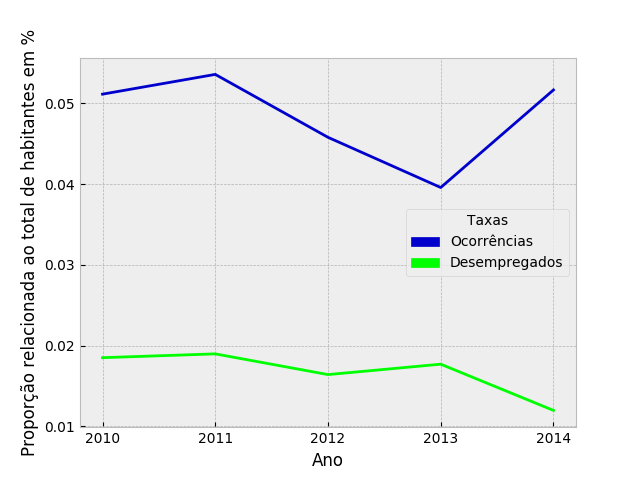 Proporção relacionada ao total de habitantes em %
0.05
0.04
0.03
0.02
0.01
Taxas
Ocorrências
Desempregados
2010 2011 2012 2013 2014
Ano